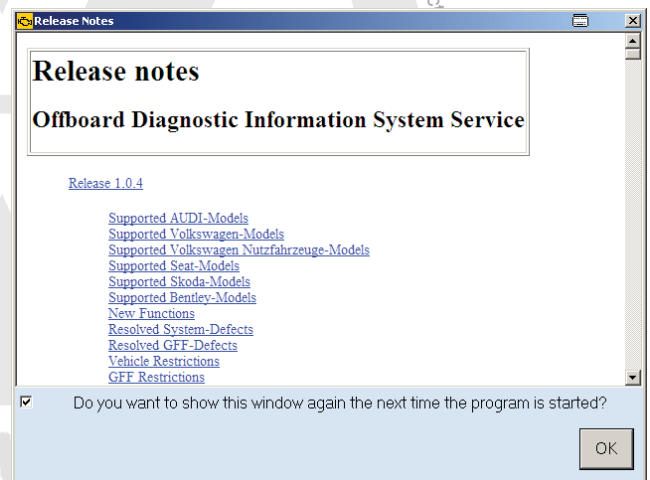 Release Notes
Release notes
Offboard Diagnostic Information System Service
Release 1.0.4
Supported AUDI-Models
Supported Volkswagen-Models
Supported Volkswagen Nutzfahrzeuge-Models
Supported Seat-Models
Supported Skoda-Models
Supported Bentley-Models
New Functions
Resolved System-Defects
Resolved GFF-Defects
Vehicle Restrictions
GFF Restrictions
Do you want to show this window again the next time the program is started?
OK